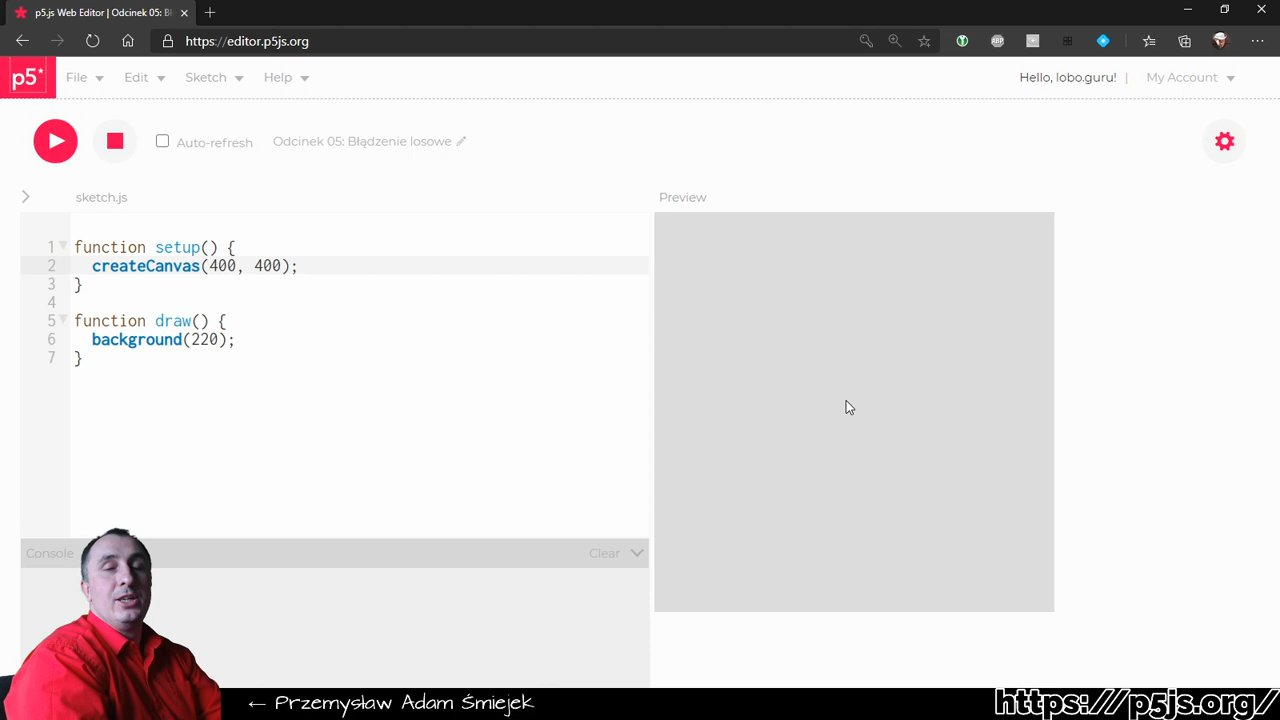 p5.js Web Editor | Odcinek 05: Bł
https://editor.p5js.org
ABP
p5* File Edit Sketch Help Hello, lobo.guru! | My Account
Auto-refresh Odcinek 05: Błądzenie losowe
sketch.js
Preview
1 function setup() {
2 createCanvas(400, 400);
3 }
4
5 function draw() {
6 background(220);
7 }
Console Clear
← Przemysław Adam Śmiejek
https://p5js.org/